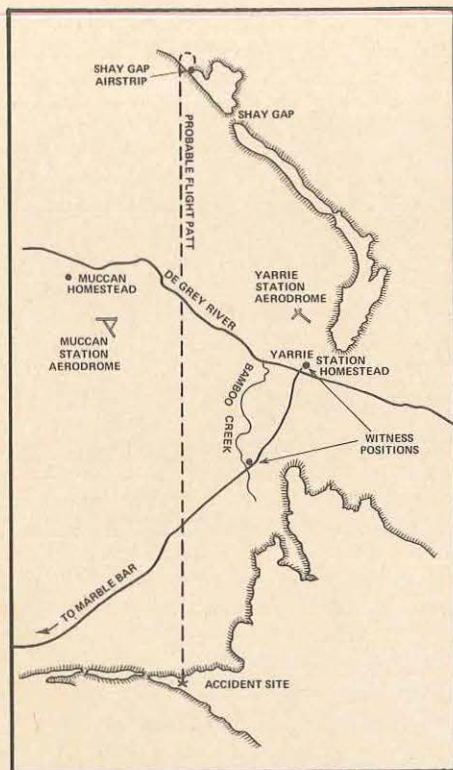 SHAY GAP
AIRSTRIP
SHAY GAP
PROBABLE FLIGHT PATT
DE GREY RIVER
MUCCAN
HOMESTEAD
YARRIE
STATION
AERODROME
MUCCAN
STATION
AERODROME
YARRIE STATION
HOMESTEAD
BAMBOO
CREEK
WITNESS
POSITIONS
TO MARBLE BAR
ACCIDENT SITE